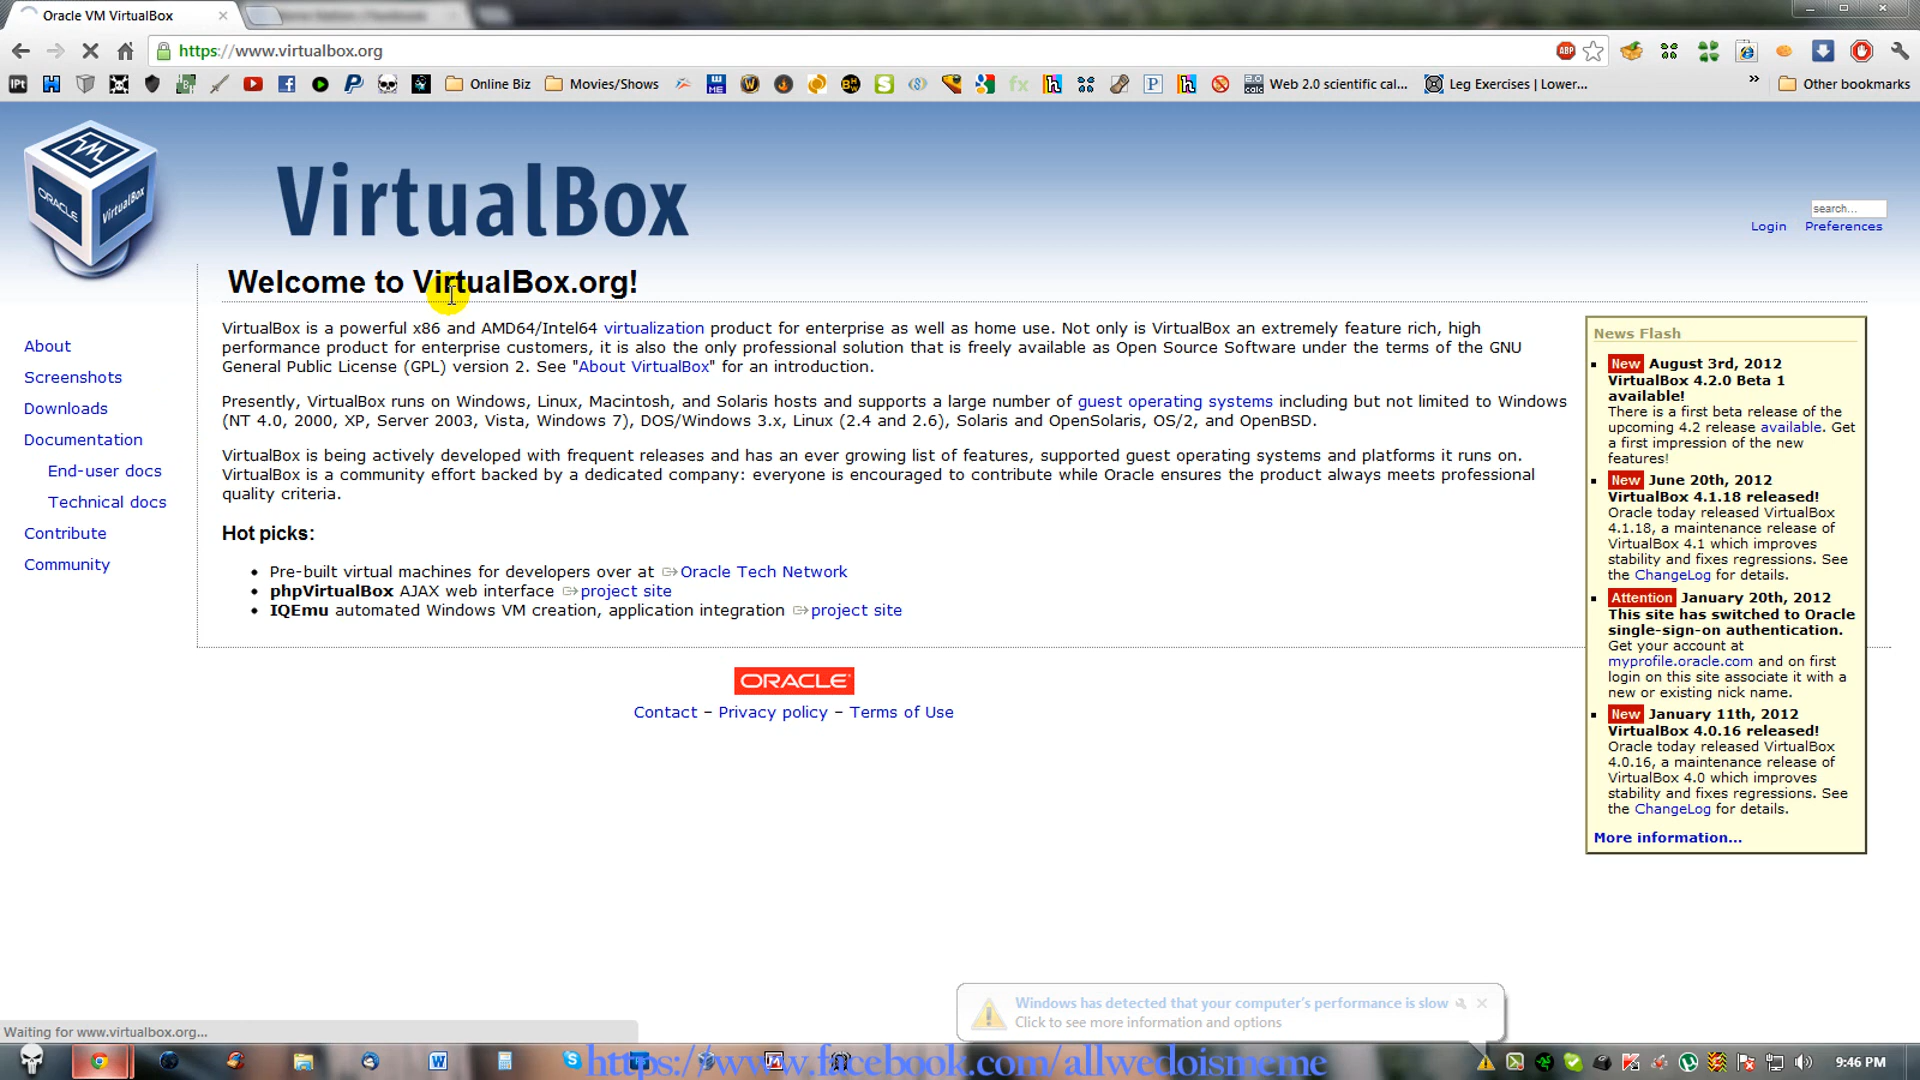 Oracle VM VirtualBox
https://www.virtualbox.org
ABP
IPt
Online Biz
Movies/Shows
Web 2.0 scientific cal...
Leg Exercises | Lower...
»
Other bookmarks
ORACLE
VirtualBox
VirtualBox
search...
Login
Preferences
Welcome to VirtualBox.org!
About
Screenshots
Downloads
Documentation
End-user docs
Technical docs
Contribute
Community
VirtualBox is a powerful x86 and AMD64/Intel64 virtualization product for enterprise as well as home use. Not only is VirtualBox an extremely feature rich, high
performance product for enterprise customers, it is also the only professional solution that is freely available as Open Source Software under the terms of the GNU
General Public License (GPL) version 2. See "About VirtualBox" for an introduction.
Presently, VirtualBox runs on Windows, Linux, Macintosh, and Solaris hosts and supports a large number of guest operating systems including but not limited to Windows
(NT 4.0, 2000, XP, Server 2003, Vista, Windows 7), DOS/Windows 3.x, Linux (2.4 and 2.6), Solaris and OpenSolaris, OS/2, and OpenBSD.
VirtualBox is being actively developed with frequent releases and has an ever growing list of features, supported guest operating systems and platforms it runs on.
VirtualBox is a community effort backed by a dedicated company: everyone is encouraged to contribute while Oracle ensures the product always meets professional
quality criteria.
Hot picks:
Pre-built virtual machines for developers over at Oracle Tech Network
phpVirtualBox AJAX web interface project site
IQEmu automated Windows VM creation, application integration project site
ORACLE
Contact – Privacy policy – Terms of Use
News Flash
New August 3rd, 2012
VirtualBox 4.2.0 Beta 1
available!
There is a first beta release of the
upcoming 4.2 release available. Get
a first impression of the new
features!
New June 20th, 2012
VirtualBox 4.1.18 released!
Oracle today released VirtualBox
4.1.18, a maintenance release of
VirtualBox 4.1 which improves
stability and fixes regressions. See
the ChangeLog for details.
Attention January 20th, 2012
This site has switched to Oracle
single-sign-on authentication.
Get your account at
myprofile.oracle.com and on first
login on this site associate it with a
new or existing nick name.
New January 11th, 2012
VirtualBox 4.0.16 released!
Oracle today released VirtualBox
4.0.16, a maintenance release of
VirtualBox 4.0 which improves
stability and fixes regressions. See
the ChangeLog for details.
More information...
Windows has detected that your computer's performance is slow
Click to see more information and options
Waiting for www.virtualbox.org...
https://www.facebook.com/allwedoismeme
9:46 PM